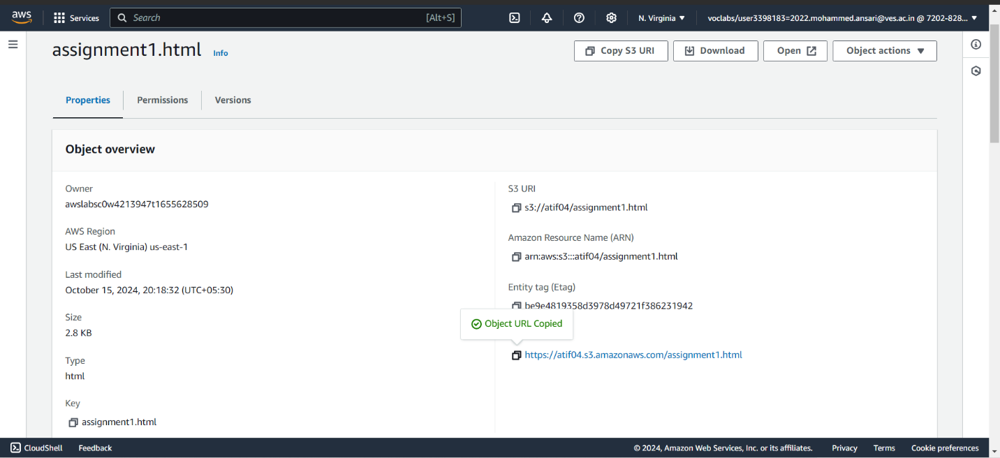 aws
Services
Search
[Alt+S]
N. Virginia
voclabs/user3398183=2022.mohammed.ansari@ves.ac.in @ 7202-828...
assignment1.html
Info
Copy S3 URI
Download
Open
Object actions
Properties
Permissions
Versions
Object overview
Owner
awslabsc0w4213947t1655628509
AWS Region
US East (N. Virginia) us-east-1
Last modified
October 15, 2024, 20:18:32 (UTC+05:30)
Size
2.8 KB
Type
html
Key
assignment1.html
S3 URI
s3://atif04/assignment1.html
Amazon Resource Name (ARN)
arn:aws:s3:::atif04/assignment1.html
Entity tag (Etag)
be9e4819358d3978d49721f386231942
Object URL Copied
https://atif04.s3.amazonaws.com/assignment1.html
CloudShell
Feedback
© 2024, Amazon Web Services, Inc. or its affiliates.
Privacy
Terms
Cookie preferences